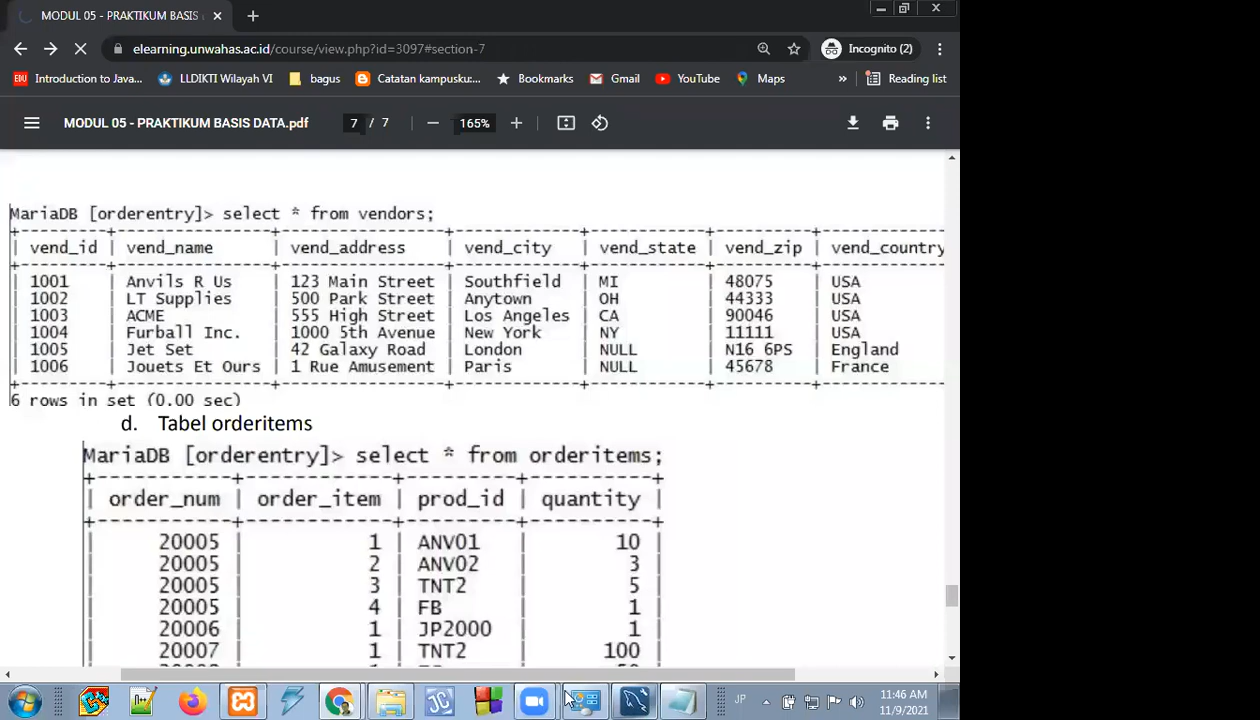 MODUL 05 - PRAKTIKUM BASIS
elearning.unwahas.ac.id/course/view.php?id=3097#section-7
Incognito (2)
EDU Introduction to Java... LLDIKTI Wilayah VI bagus Catatan kampusku:... Bookmarks Gmail YouTube Maps » Reading list
MODUL 05 - PRAKTIKUM BASIS DATA.pdf 7 / 7 165%
MariaDB [orderentry]> select * from vendors;
| vend_id | vend_name | vend_address | vend_city | vend_state | vend_zip | vend_country
| 1001 | Anvils R Us | 123 Main Street | Southfield | MI | 48075 | USA
| 1002 | LT Supplies | 500 Park Street | Anytown | OH | 44333 | USA
| 1003 | ACME | 555 High Street | Los Angeles | CA | 90046 | USA
| 1004 | Furball Inc. | 1000 5th Avenue | New York | NY | 11111 | USA
| 1005 | Jet Set | 42 Galaxy Road | London | NULL | N16 6PS | England
| 1006 | Jouets Et Ours | 1 Rue Amusement | Paris | NULL | 45678 | France
6 rows in set (0.00 sec)
d. Tabel orderitems
MariaDB [orderentry]> select * from orderitems;
| order_num | order_item | prod_id | quantity |
| 20005 | 1 | ANV01 | 10 |
| 20005 | 2 | ANV02 | 3 |
| 20005 | 3 | TNT2 | 5 |
| 20005 | 4 | FB | 1 |
| 20006 | 1 | JP2000 | 1 |
| 20007 | 1 | TNT2 | 100 |
JP
11:46 AM
11/9/2021